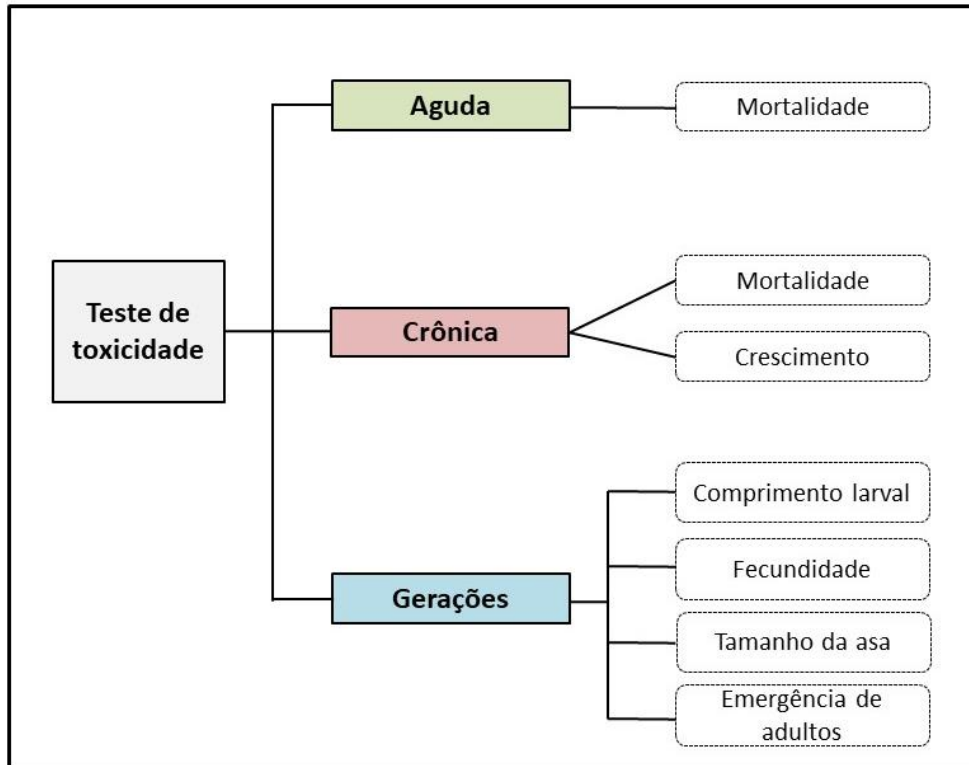 Aguda
Mortalidade
Teste de
toxicidade
Crônica
Mortalidade
Crescimento
Gerações
Comprimento larval
Fecundidade
Tamanho da asa
Emergência de
adultos